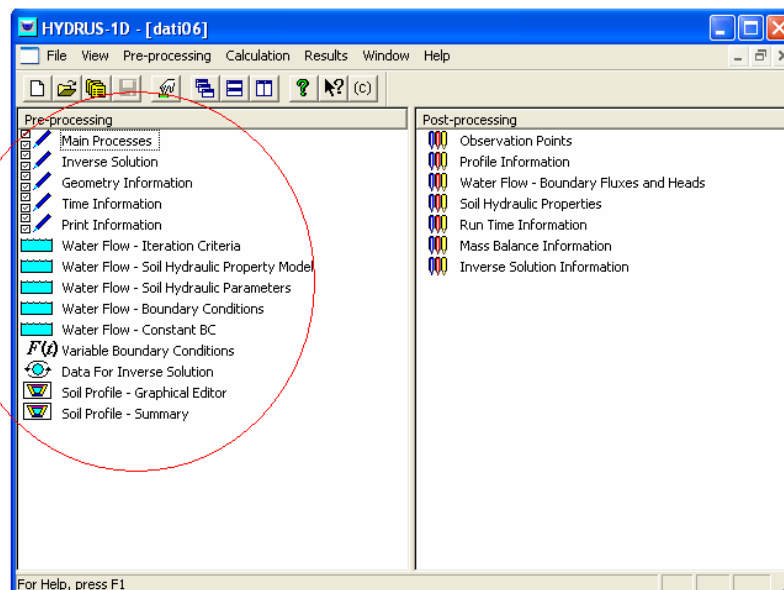 HYDRUS-1D - [dati06]
File View Pre-processing Calculation Results Window Help
Pre-processing
Main Processes
Inverse Solution
Geometry Information
Time Information
Print Information
Water Flow - Iteration Criteria
Water Flow - Soil Hydraulic Property Model
Water Flow - Soil Hydraulic Parameters
Water Flow - Boundary Conditions
Water Flow - Constant BC
F(t) Variable Boundary Conditions
Data For Inverse Solution
Soil Profile - Graphical Editor
Soil Profile - Summary
Post-processing
Observation Points
Profile Information
Water Flow - Boundary Fluxes and Heads
Soil Hydraulic Properties
Run Time Information
Mass Balance Information
Inverse Solution Information
For Help, press F1